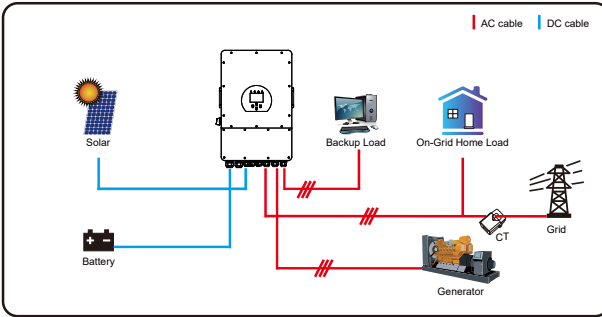 AC cable
DC cable
Solar
Backup Load
On-Grid Home Load
Battery
CT
Grid
Generator